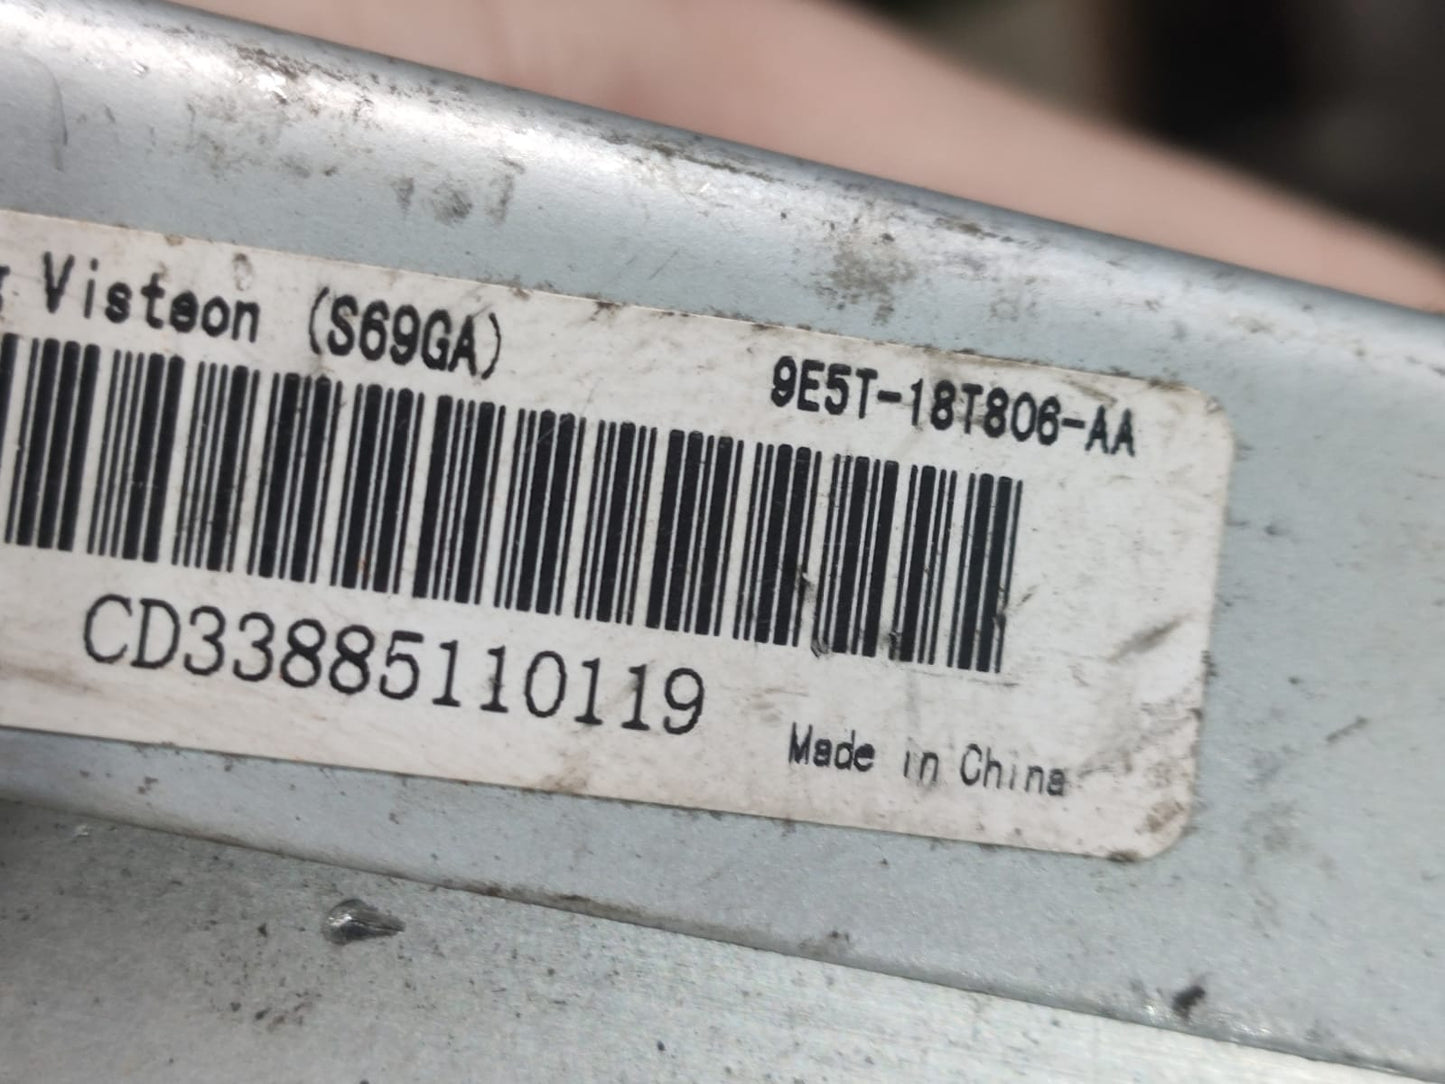 Visteon (S69GA)
9E5T-18T806-AA
CD33885110119
Made in China